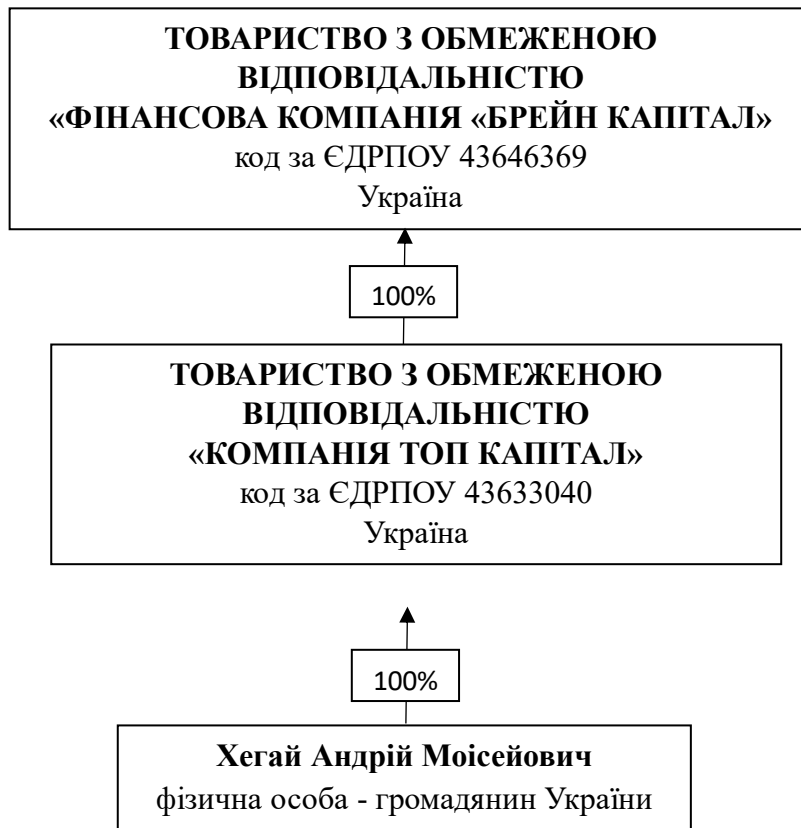 ТОВАРИСТВО З ОБМЕЖЕНОЮ
ВІДПОВІДАЛЬНІСТЮ
«ФІНАНСОВА КОМПАНІЯ «БРЕЙН КАПІТАЛ»
код за ЄДРПОУ 43646369
Україна
100%
ТОВАРИСТВО З ОБМЕЖЕНОЮ
ВІДПОВІДАЛЬНІСТЮ
«КОМПАНІЯ ТОП КАПІТАЛ»
код за ЄДРПОУ 43633040
Україна
100%
Хегай Андрій Моісейович
фізична особа - громадянин України